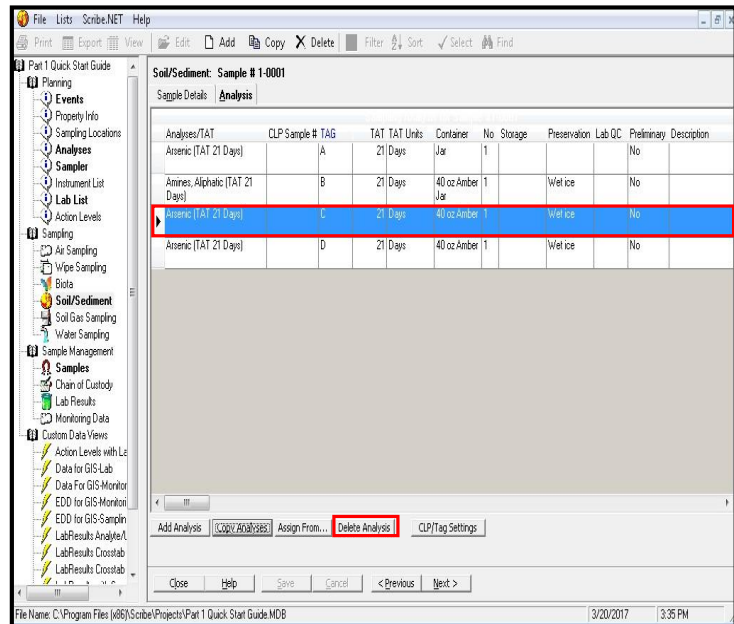 File Lists Scribe.NET Help
Print Export View Edit Add Copy Delete Filter Sort Select Find
Part 1 Quick Start Guide
Planning
Events
Property Info
Sampling Locations
Analyses
Sampler
Instrument List
Lab List
Action Levels
Sampling
Air Sampling
Wipe Sampling
Biota
Soil/Sediment
Soil Gas Sampling
Water Sampling
Sample Management
Samples
Chain of Custody
Lab Results
Monitoring Data
Custom Data Views
Action Levels with La
Data for GIS-Lab
Data For GIS-Monitor
EDD for GIS-Monitori
EDD for GIS-Samplin
LabResults Analyte/L
LabResults Crosstab
LabResults Crosstab
Soil/Sediment: Sample # 1-0001
Sample Details Analysis
Analyses/TAT CLP Sample # TAG TAT TAT Units Container No Storage Preservation Lab QC Preliminary Description
Arsenic (TAT 21 Days) A 21 Days Jar 1 No
Amines, Aliphatic (TAT 21 B 21 Days 40 oz Amber 1 Wet ice No
Days) Jar
Arsenic (TAT 21 Days) C 21 Days 40 oz Amber 1 Wet ice No
Arsenic (TAT 21 Days) D 21 Days 40 oz Amber 1 Wet ice No
Add Analysis Copy Analyses Assign From... Delete Analysis CLP/Tag Settings
Close Help Save Cancel < Previous Next >
File Name: C:\Program Files (x86)\Scribe\Projects\Part 1 Quick Start Guide.MDB 3/20/2017 3:35 PM